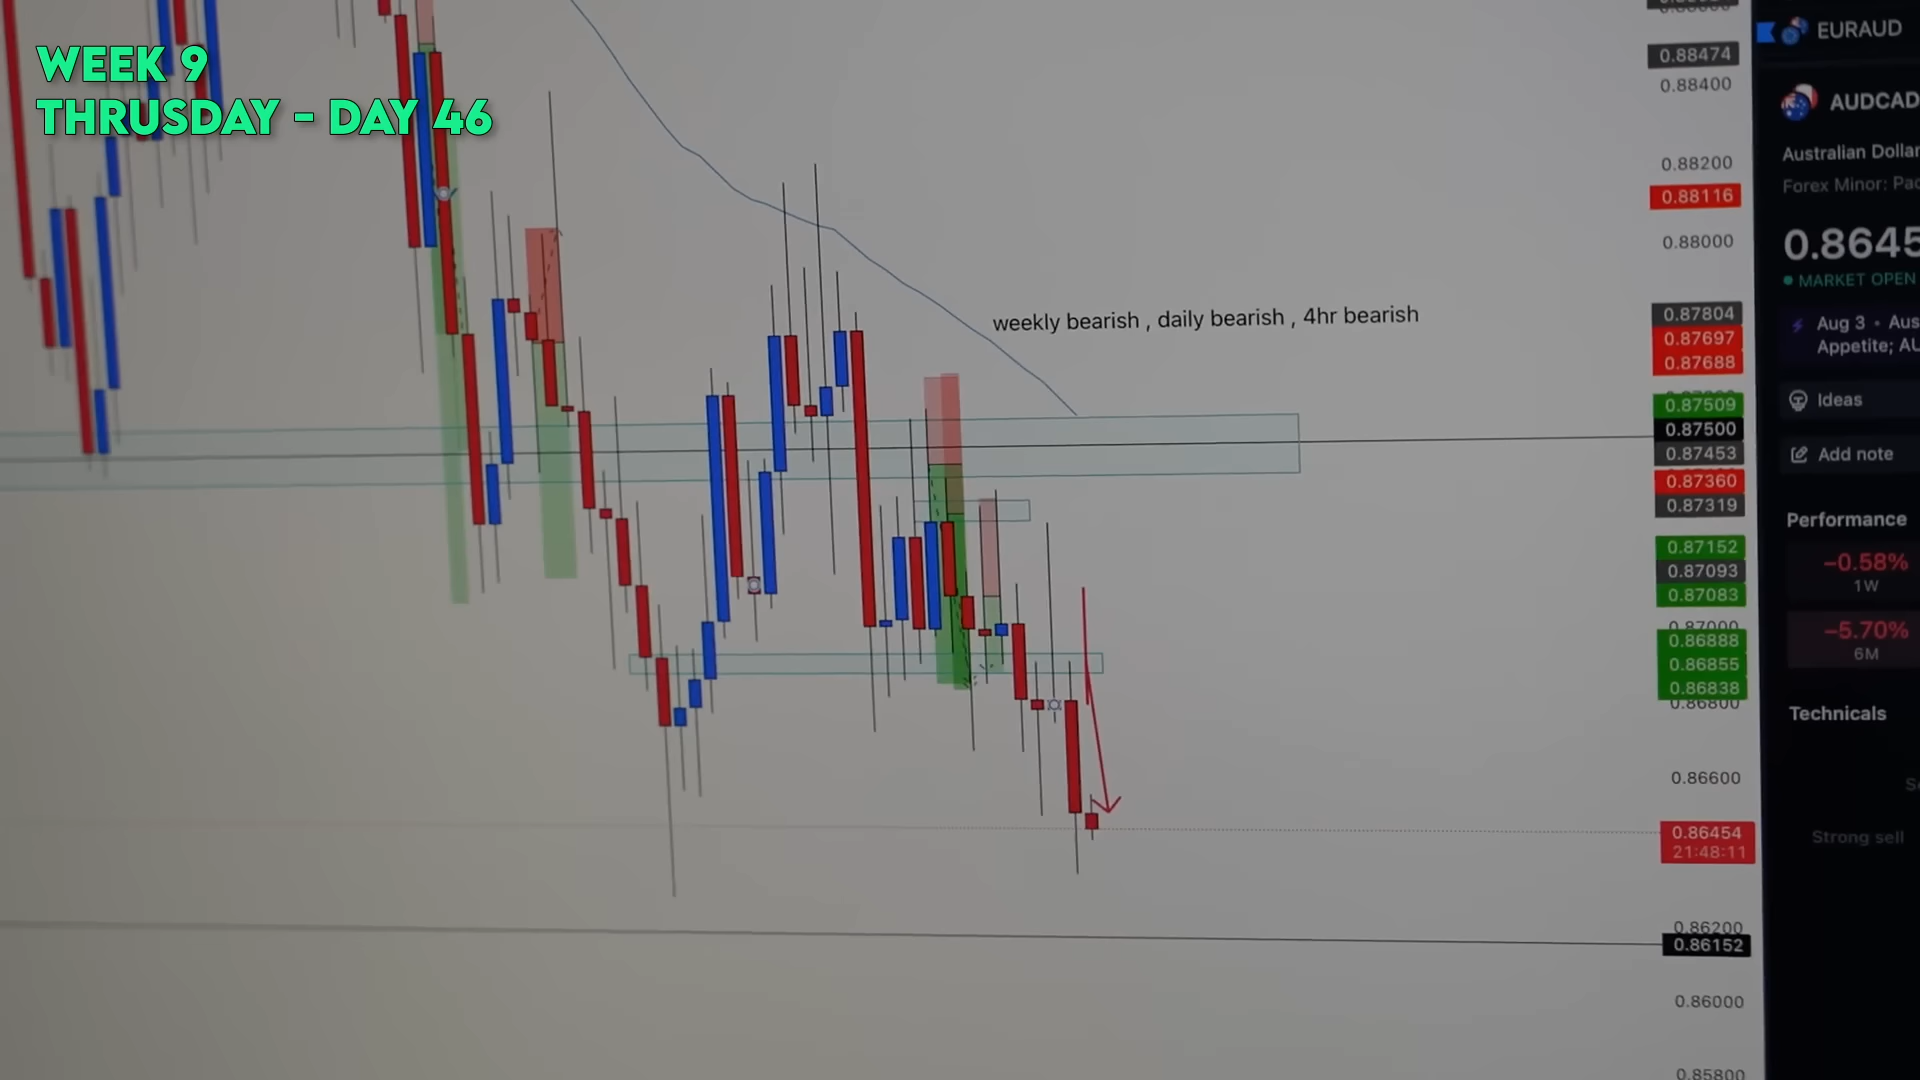 WEEK 9
THRUSDAY - DAY 46
weekly bearish , daily bearish , 4hr bearish
0.88474
0.88400
0.88200
0.88116
0.88000
0.87804
0.87697
0.87688
0.87509
0.87500
0.87453
0.87360
0.87319
0.87152
0.87093
0.87083
0.87000
0.86888
0.86855
0.86838
0.86800
0.86600
0.86454
21:48:11
0.86200
0.86152
0.86000
0.85800
EURAUD
AUDCAD
Australian Dollar
Forex Minor:
0.8645
MARKET OPEN
Aug 3 •
Appetite;
Ideas
Add note
Performance
−0.58%
1W
−5.70%
6M
Technicals
Strong sell